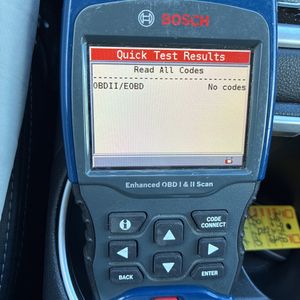 BOSCH
Quick Test Results
Read All Codes
OBDII/EOBD No codes
Enhanced OBD I & II Scan
CODE
CONNECT
BACK
ENTER